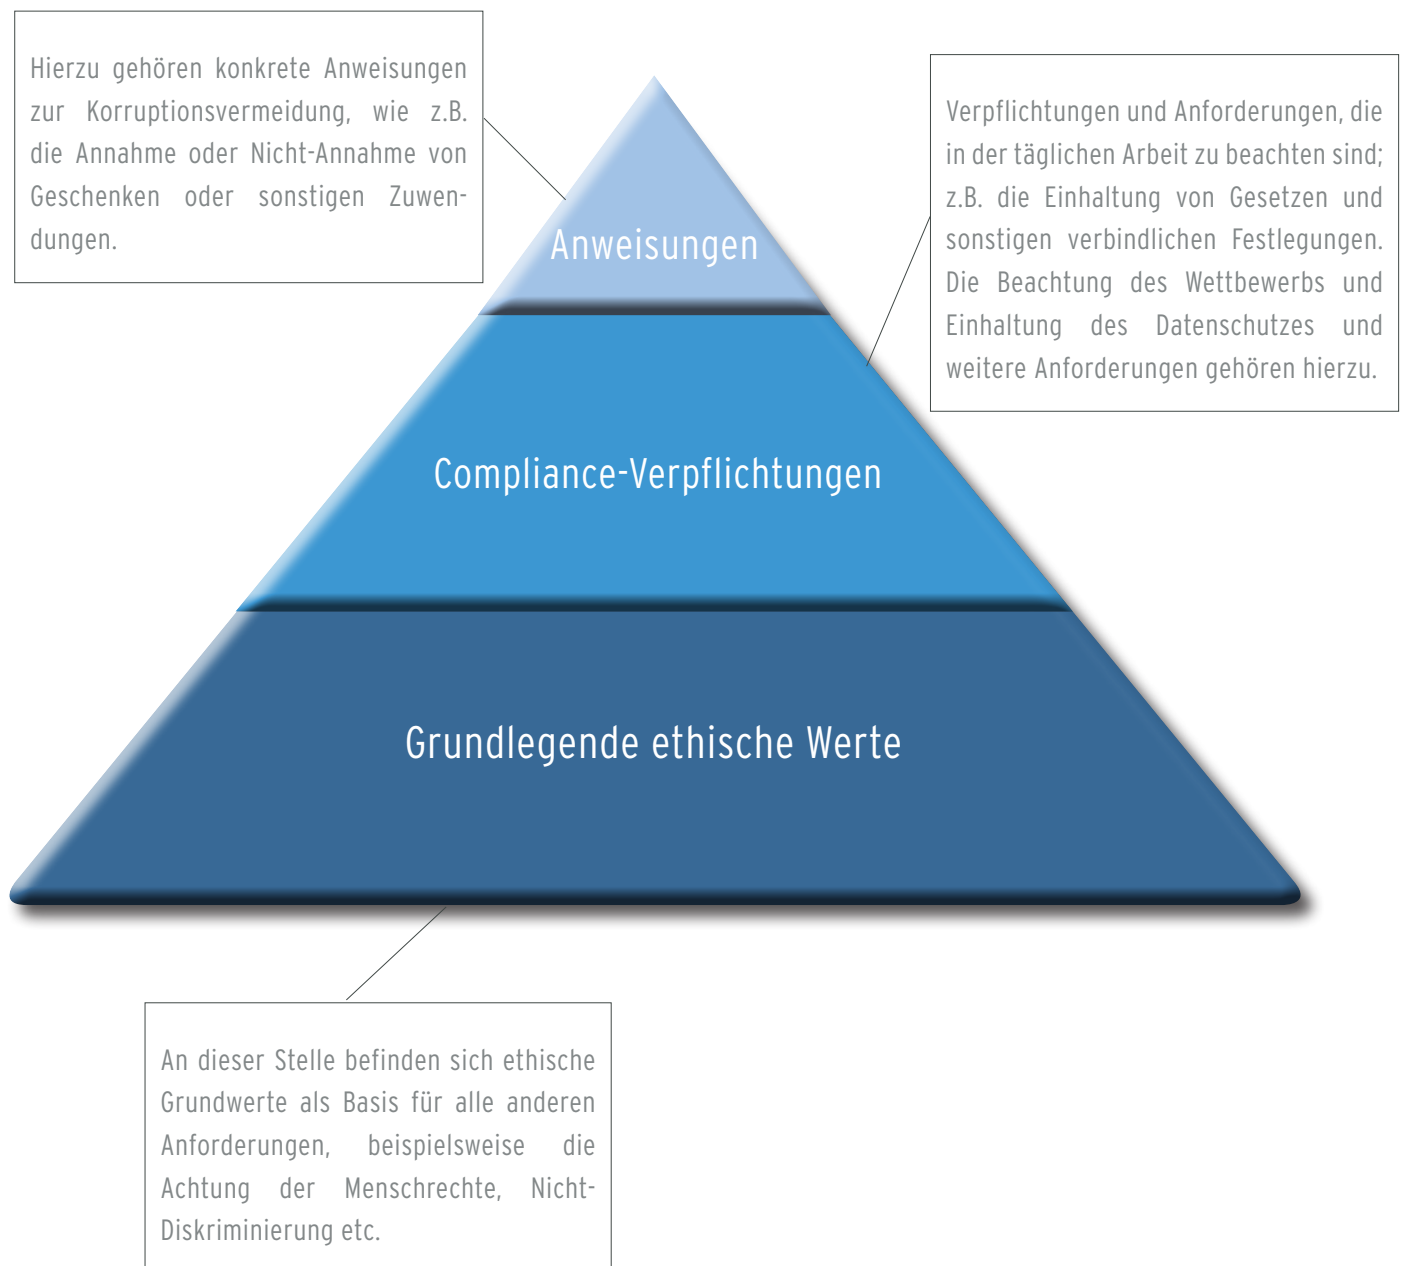 Hierzu gehören konkrete Anweisungen
zur Korruptionsvermeidung, wie z.B.
die Annahme oder Nicht-Annahme von
Geschenken oder sonstigen Zuwen-
dungen.
Verpflichtungen und Anforderungen, die
in der täglichen Arbeit zu beachten sind;
z.B. die Einhaltung von Gesetzen und
sonstigen verbindlichen Festlegungen.
Die Beachtung des Wettbewerbs und
Einhaltung des Datenschutzes und
weitere Anforderungen gehören hierzu.
Anweisungen
Compliance-Verpflichtungen
Grundlegende ethische Werte
An dieser Stelle befinden sich ethische
Grundwerte als Basis für alle anderen
Anforderungen, beispielsweise die
Achtung der Menschrechte, Nicht-
Diskriminierung etc.